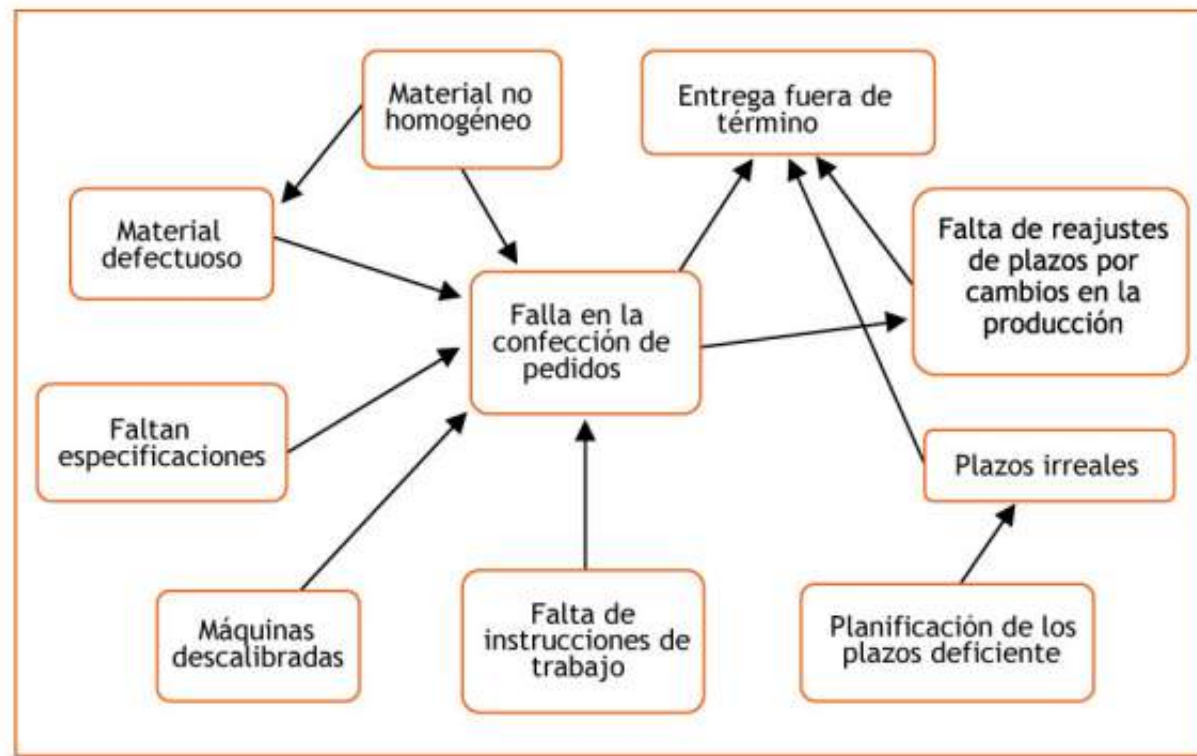 Material no
homogéneo
Entrega fuera de
término
Material
defectuoso
Falta de reajustes
de plazos por
cambios en la
producción
Falla en la
confección de
pedidos
Faltan
especificaciones
Plazos irreales
Máquinas
descalibradas
Falta de
instrucciones de
trabajo
Planificación de los
plazos deficiente